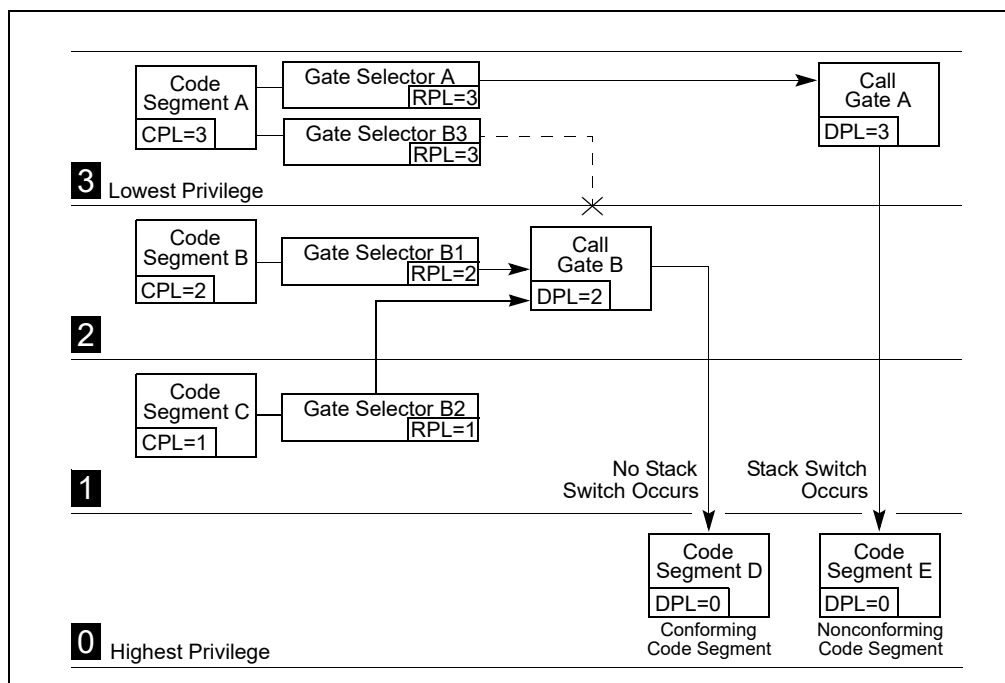 Code
Segment A
CPL=3
Gate Selector A
RPL=3
Gate Selector B3
RPL=3
Call
Gate A
DPL=3
3 Lowest Privilege
Code
Segment B
CPL=2
Gate Selector B1
RPL=2
Call
Gate B
DPL=2
2
Code
Segment C
CPL=1
Gate Selector B2
RPL=1
1
No Stack
Switch Occurs
Stack Switch
Occurs
Code
Segment D
DPL=0
Conforming
Code Segment
Code
Segment E
DPL=0
Nonconforming
Code Segment
0 Highest Privilege